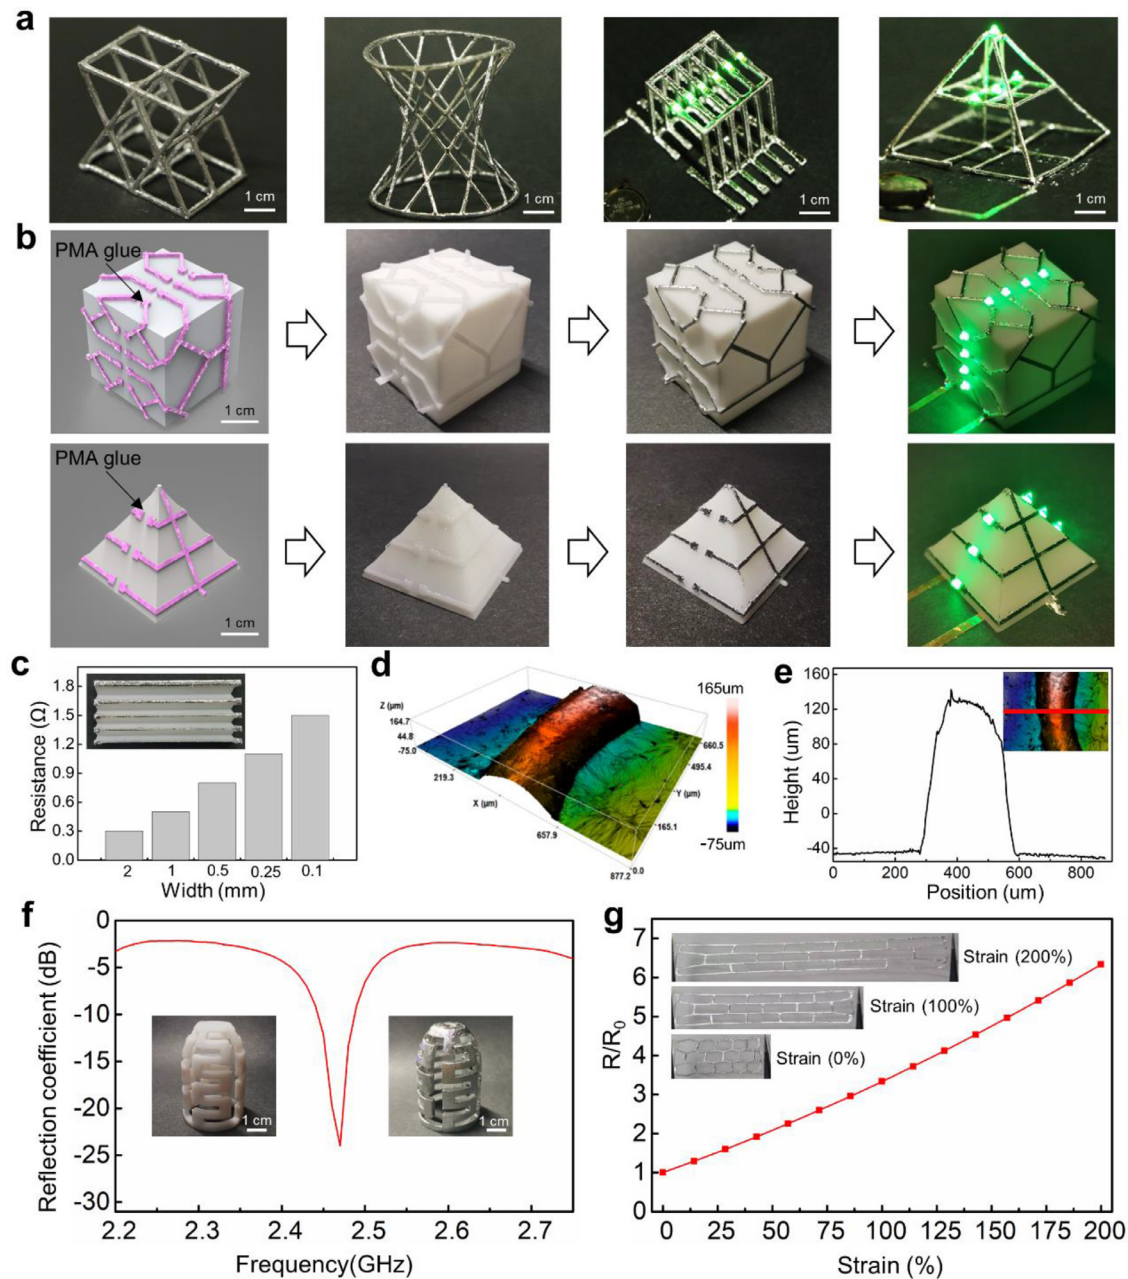 a
1 cm
1 cm
1 cm
1 cm
b
PMA glue
1 cm
PMA glue
1 cm
c
Resistance (Ω)
1.8
1.5
1.2
0.9
0.6
0.3
0.0
2 1 0.5 0.25 0.1
Width (mm)
d
Z (µm)
164.7
44.8
-75.0
219.3
X (µm)
657.9
877.2
0.0
165.1
Y (µm)
495.4
660.5
165um
-75um
e
Height (um)
160
120
80
40
0
-40
0 200 400 600 800
Position (um)
f
Reflection coefficient (dB)
0
-5
-10
-15
-20
-25
-30
1 cm
1 cm
2.2 2.3 2.4 2.5 2.6 2.7
Frequency(GHz)
g
R/R0
7
6
5
4
3
2
1
0
Strain (200%)
Strain (100%)
Strain (0%)
0 25 50 75 100 125 150 175 200
Strain (%)